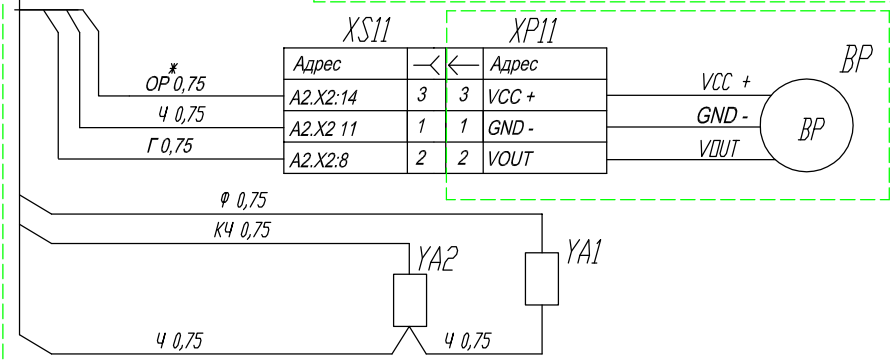 XS11 XP11
BP
Адрес Адрес
ОР* 0,75 A2.X2:14 3 3 VCC + VCC +
Ч 0,75 A2.X2 11 1 1 GND - GND - BP
Г 0,75 A2.X2:8 2 2 VOUT VOUT
Ф 0,75
КЧ 0,75
YA2 YA1
Ч 0,75 Ч 0,75